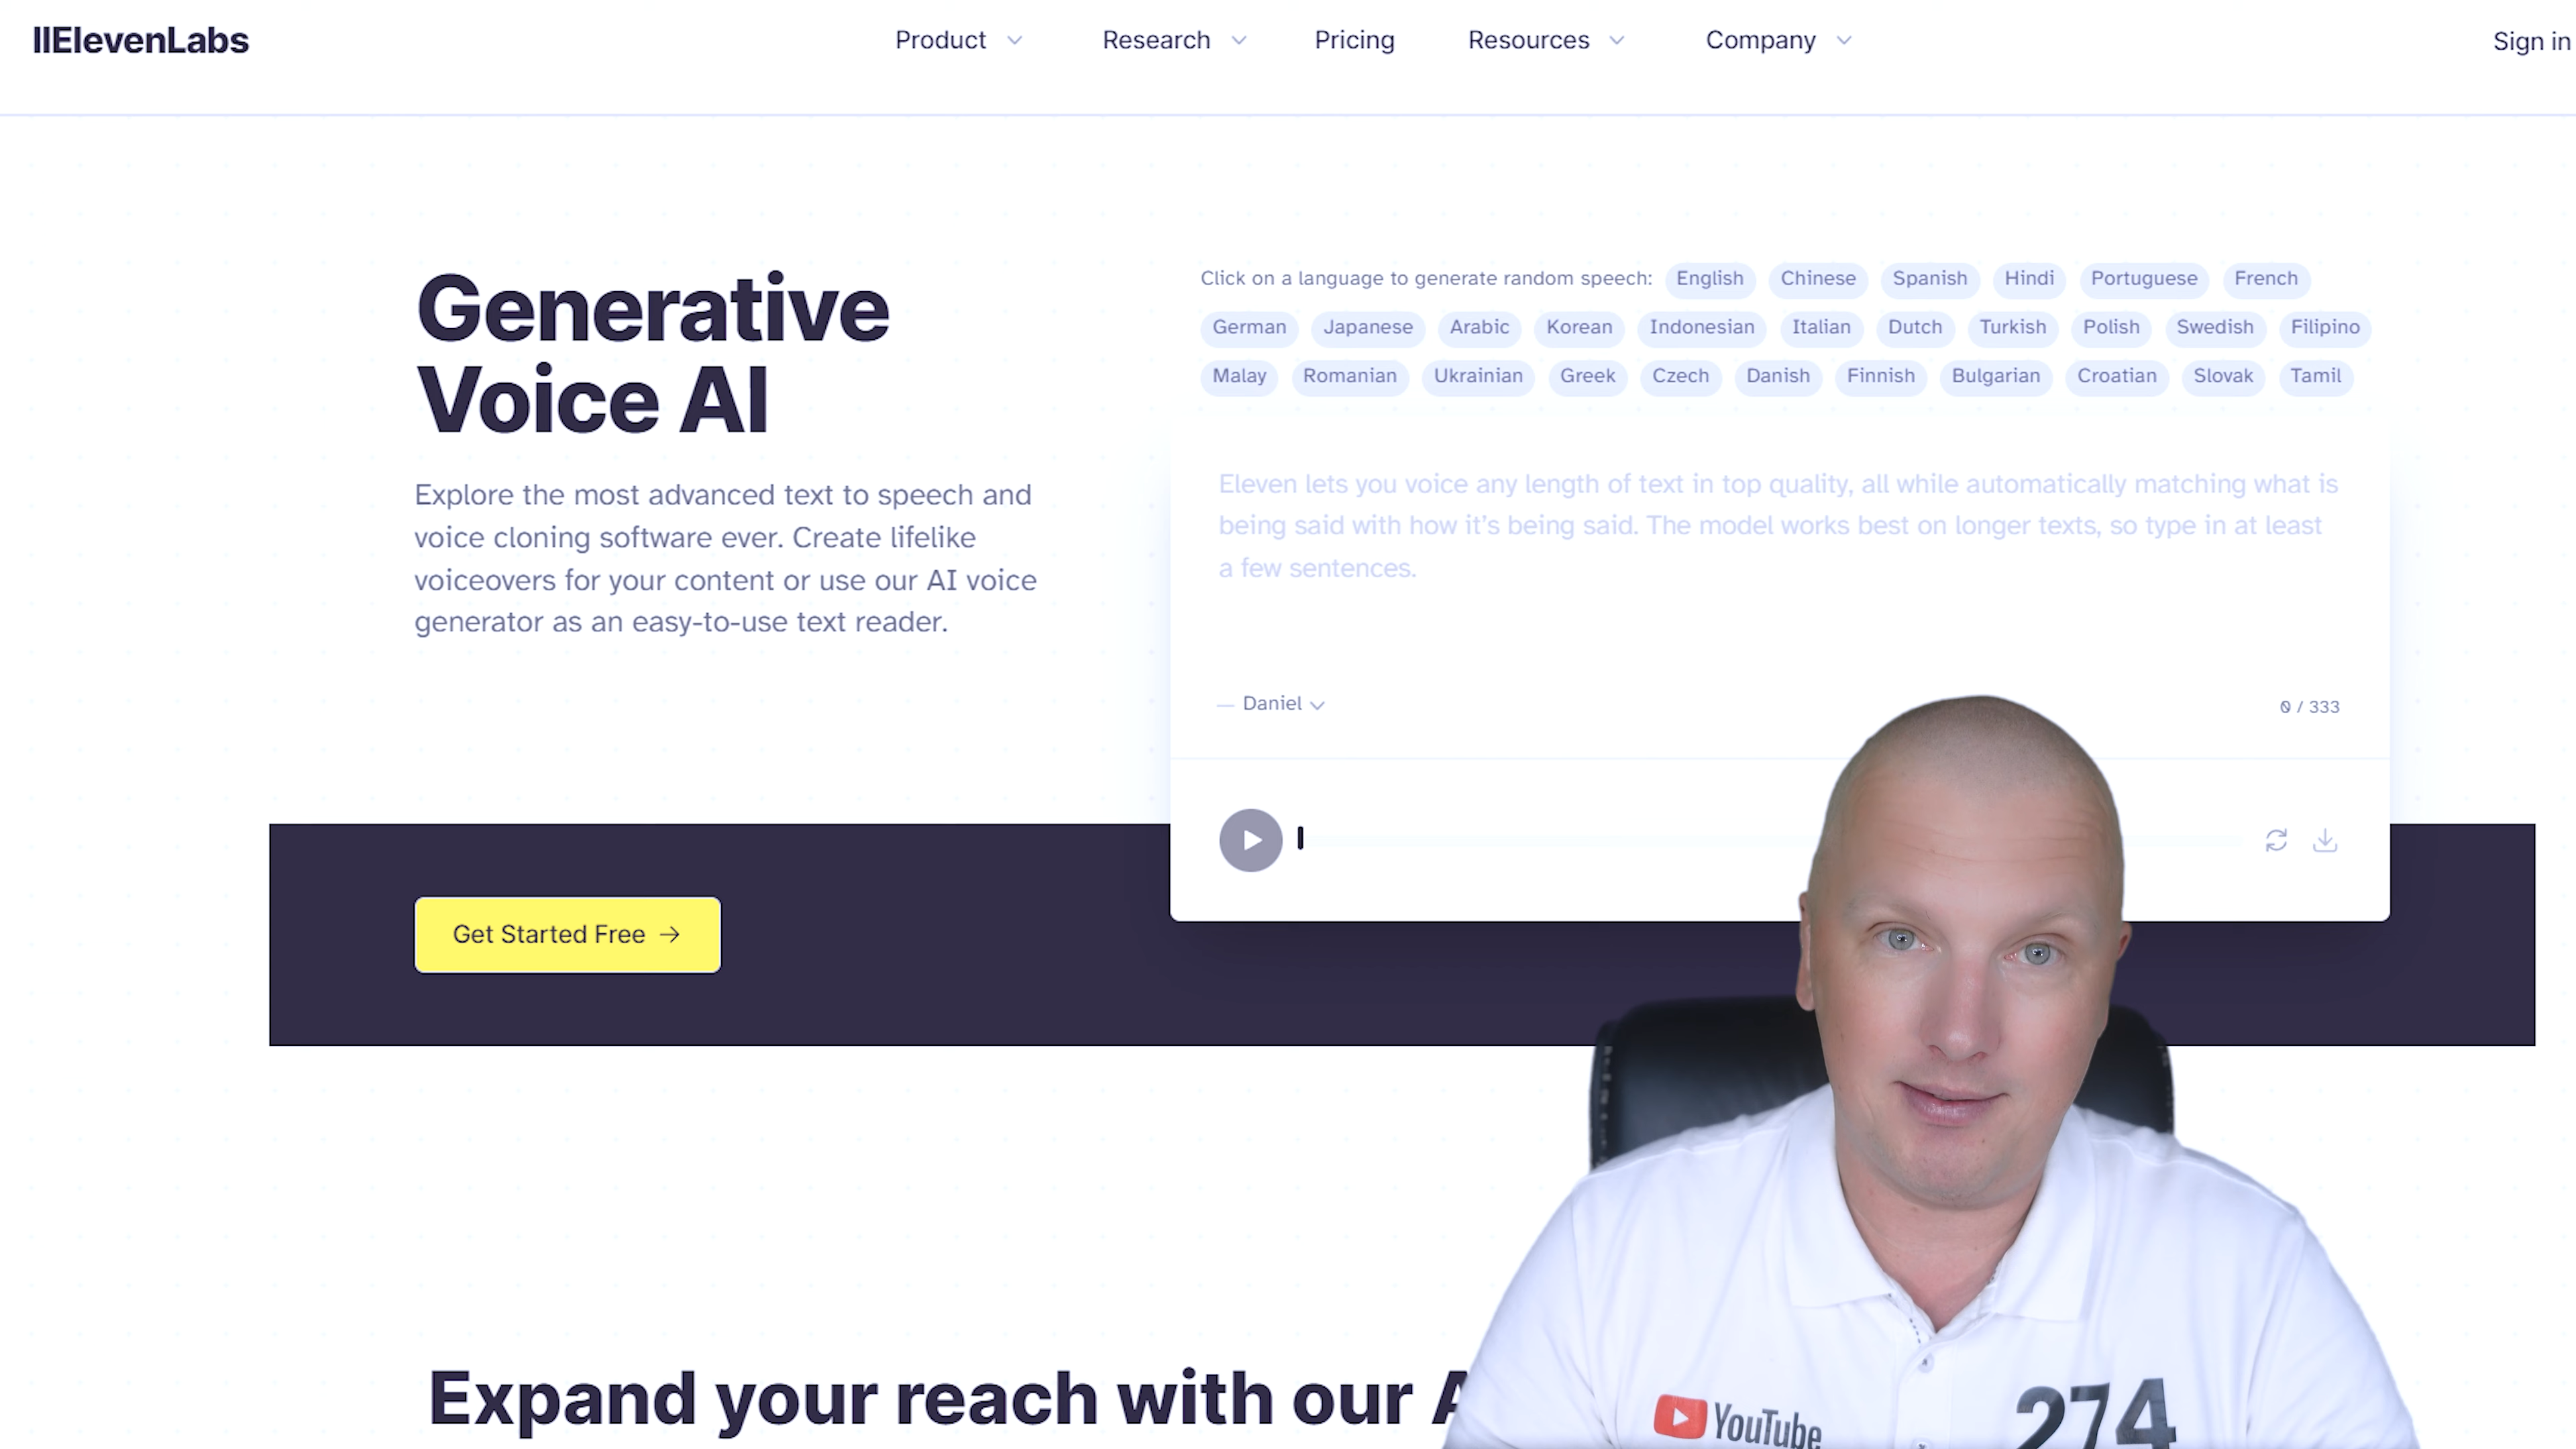 IIElevenLabs
Product
Research
Pricing
Resources
Company
Sign in
Generative
Voice AI
Explore the most advanced text to speech and
voice cloning software ever. Create lifelike
voiceovers for your content or use our AI voice
generator as an easy-to-use text reader.
Get Started Free →
Click on a language to generate random speech: English Chinese Spanish Hindi Portuguese French
German Japanese Arabic Korean Indonesian Italian Dutch Turkish Polish Swedish Filipino
Malay Romanian Ukrainian Greek Czech Danish Finnish Bulgarian Croatian Slovak Tamil
Eleven lets you voice any length of text in top quality, all while automatically matching what is
being said with how it's being said. The model works best on longer texts, so type in at least
a few sentences.
— Daniel
0 / 333
Expand your reach with our A
YouTube
274